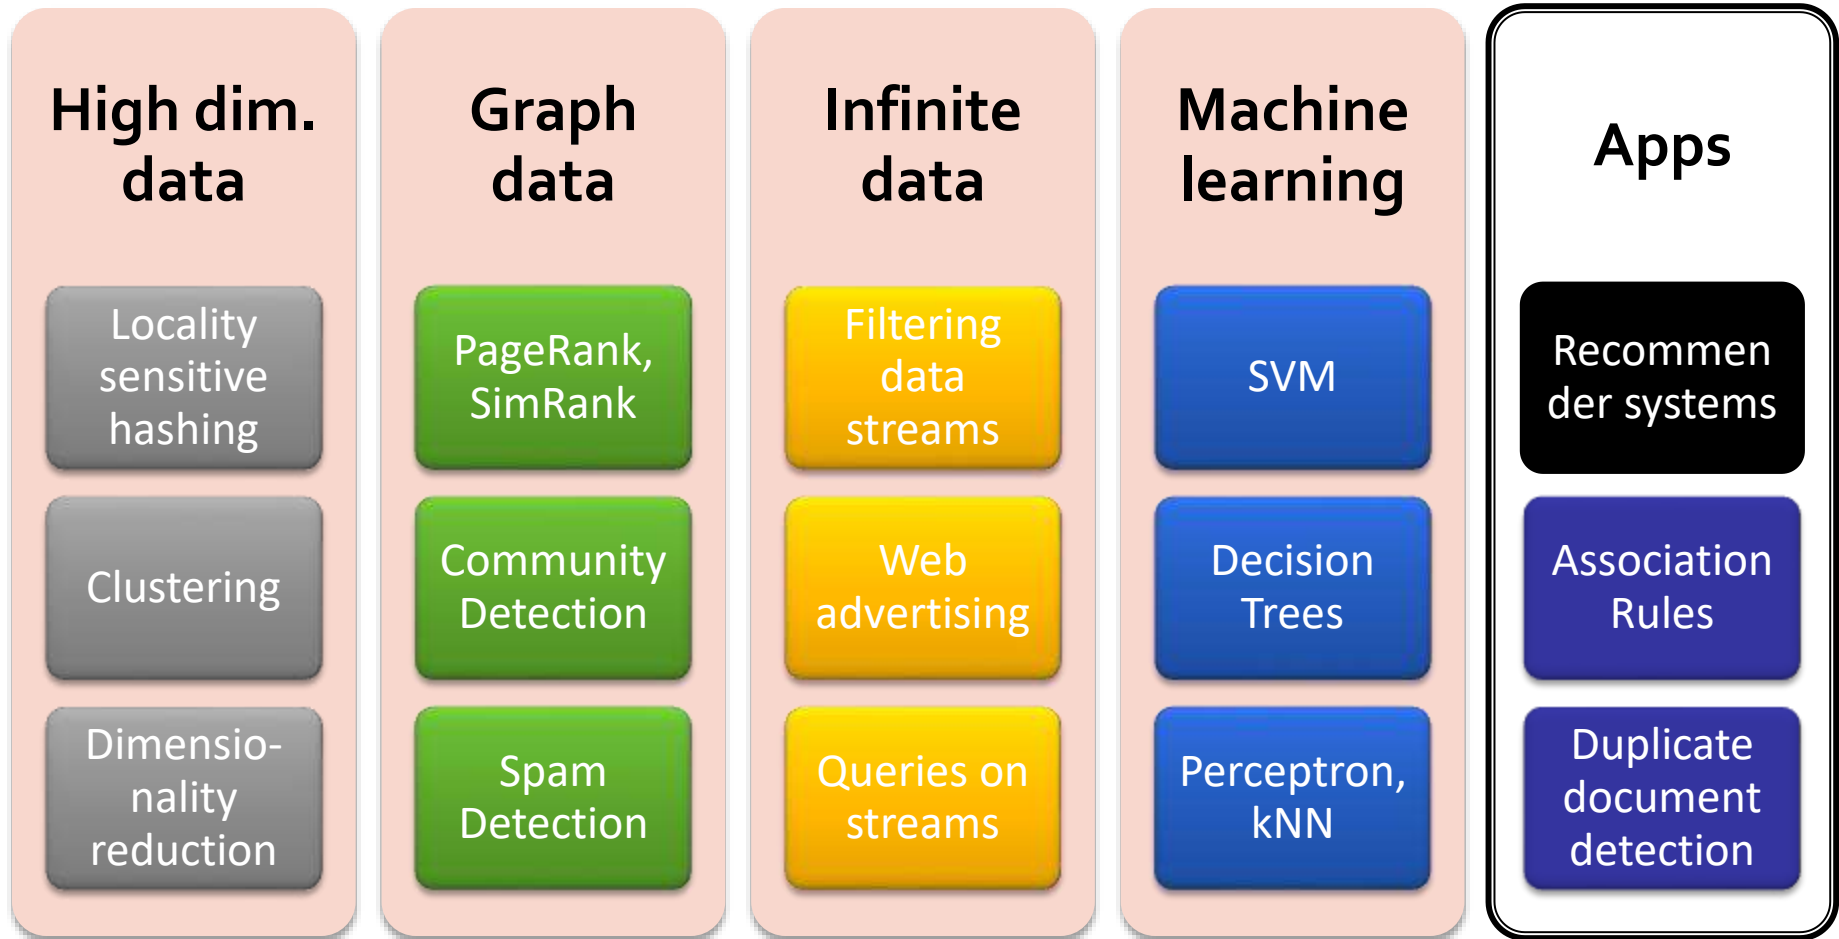 High dim.
data
Locality
sensitive
hashing
Clustering
Dimensio-
nality
reduction
Graph
data
PageRank,
SimRank
Community
Detection
Spam
Detection
Infinite
data
Filtering
data
streams
Web
advertising
Queries on
streams
Machine
learning
SVM
Decision
Trees
Perceptron,
kNN
Apps
Recommen
der systems
Association
Rules
Duplicate
document
detection